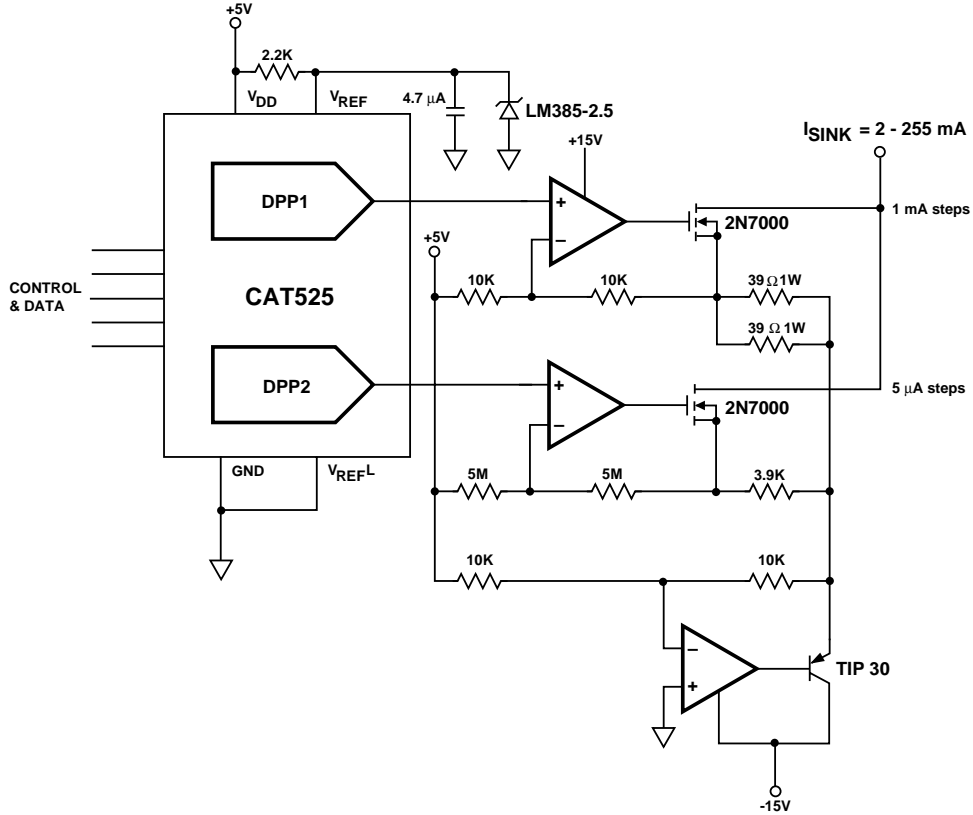 +5V
2.2K
VDD
VREF
4.7 µA
LM385-2.5
ISINK = 2 - 255 mA
+15V
DPP1
+
−
2N7000
1 mA steps
+5V
CONTROL
& DATA
CAT525
10K
10K
39 Ω 1W
39 Ω 1W
DPP2
+
−
2N7000
5 µA steps
GND
VREFL
5M
5M
3.9K
10K
10K
−
+
TIP 30
-15V